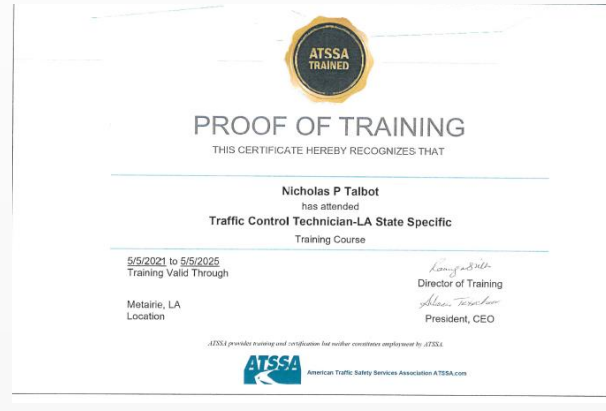 ATSSA
TRAINED
PROOF OF TRAINING
THIS CERTIFICATE HEREBY RECOGNIZES THAT
Nicholas P Talbot
has attended
Traffic Control Technician-LA State Specific
Training Course
5/5/2021 to 5/5/2025
Training Valid Through
Director of Training
Metairie, LA
Location
President, CEO
ATSSA provides training and certification but neither constitutes employment by ATSSA
ATSSA
American Traffic Safety Services Association ATSSA.com